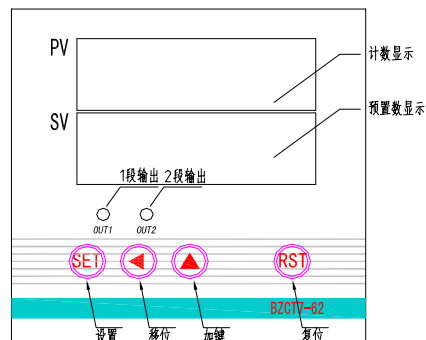 PV
计数显示
SV
预置数显示
1段输出 2段输出
OUT1 OUT2
SET RST
BZCT7-62
设置 移位 加键 复位